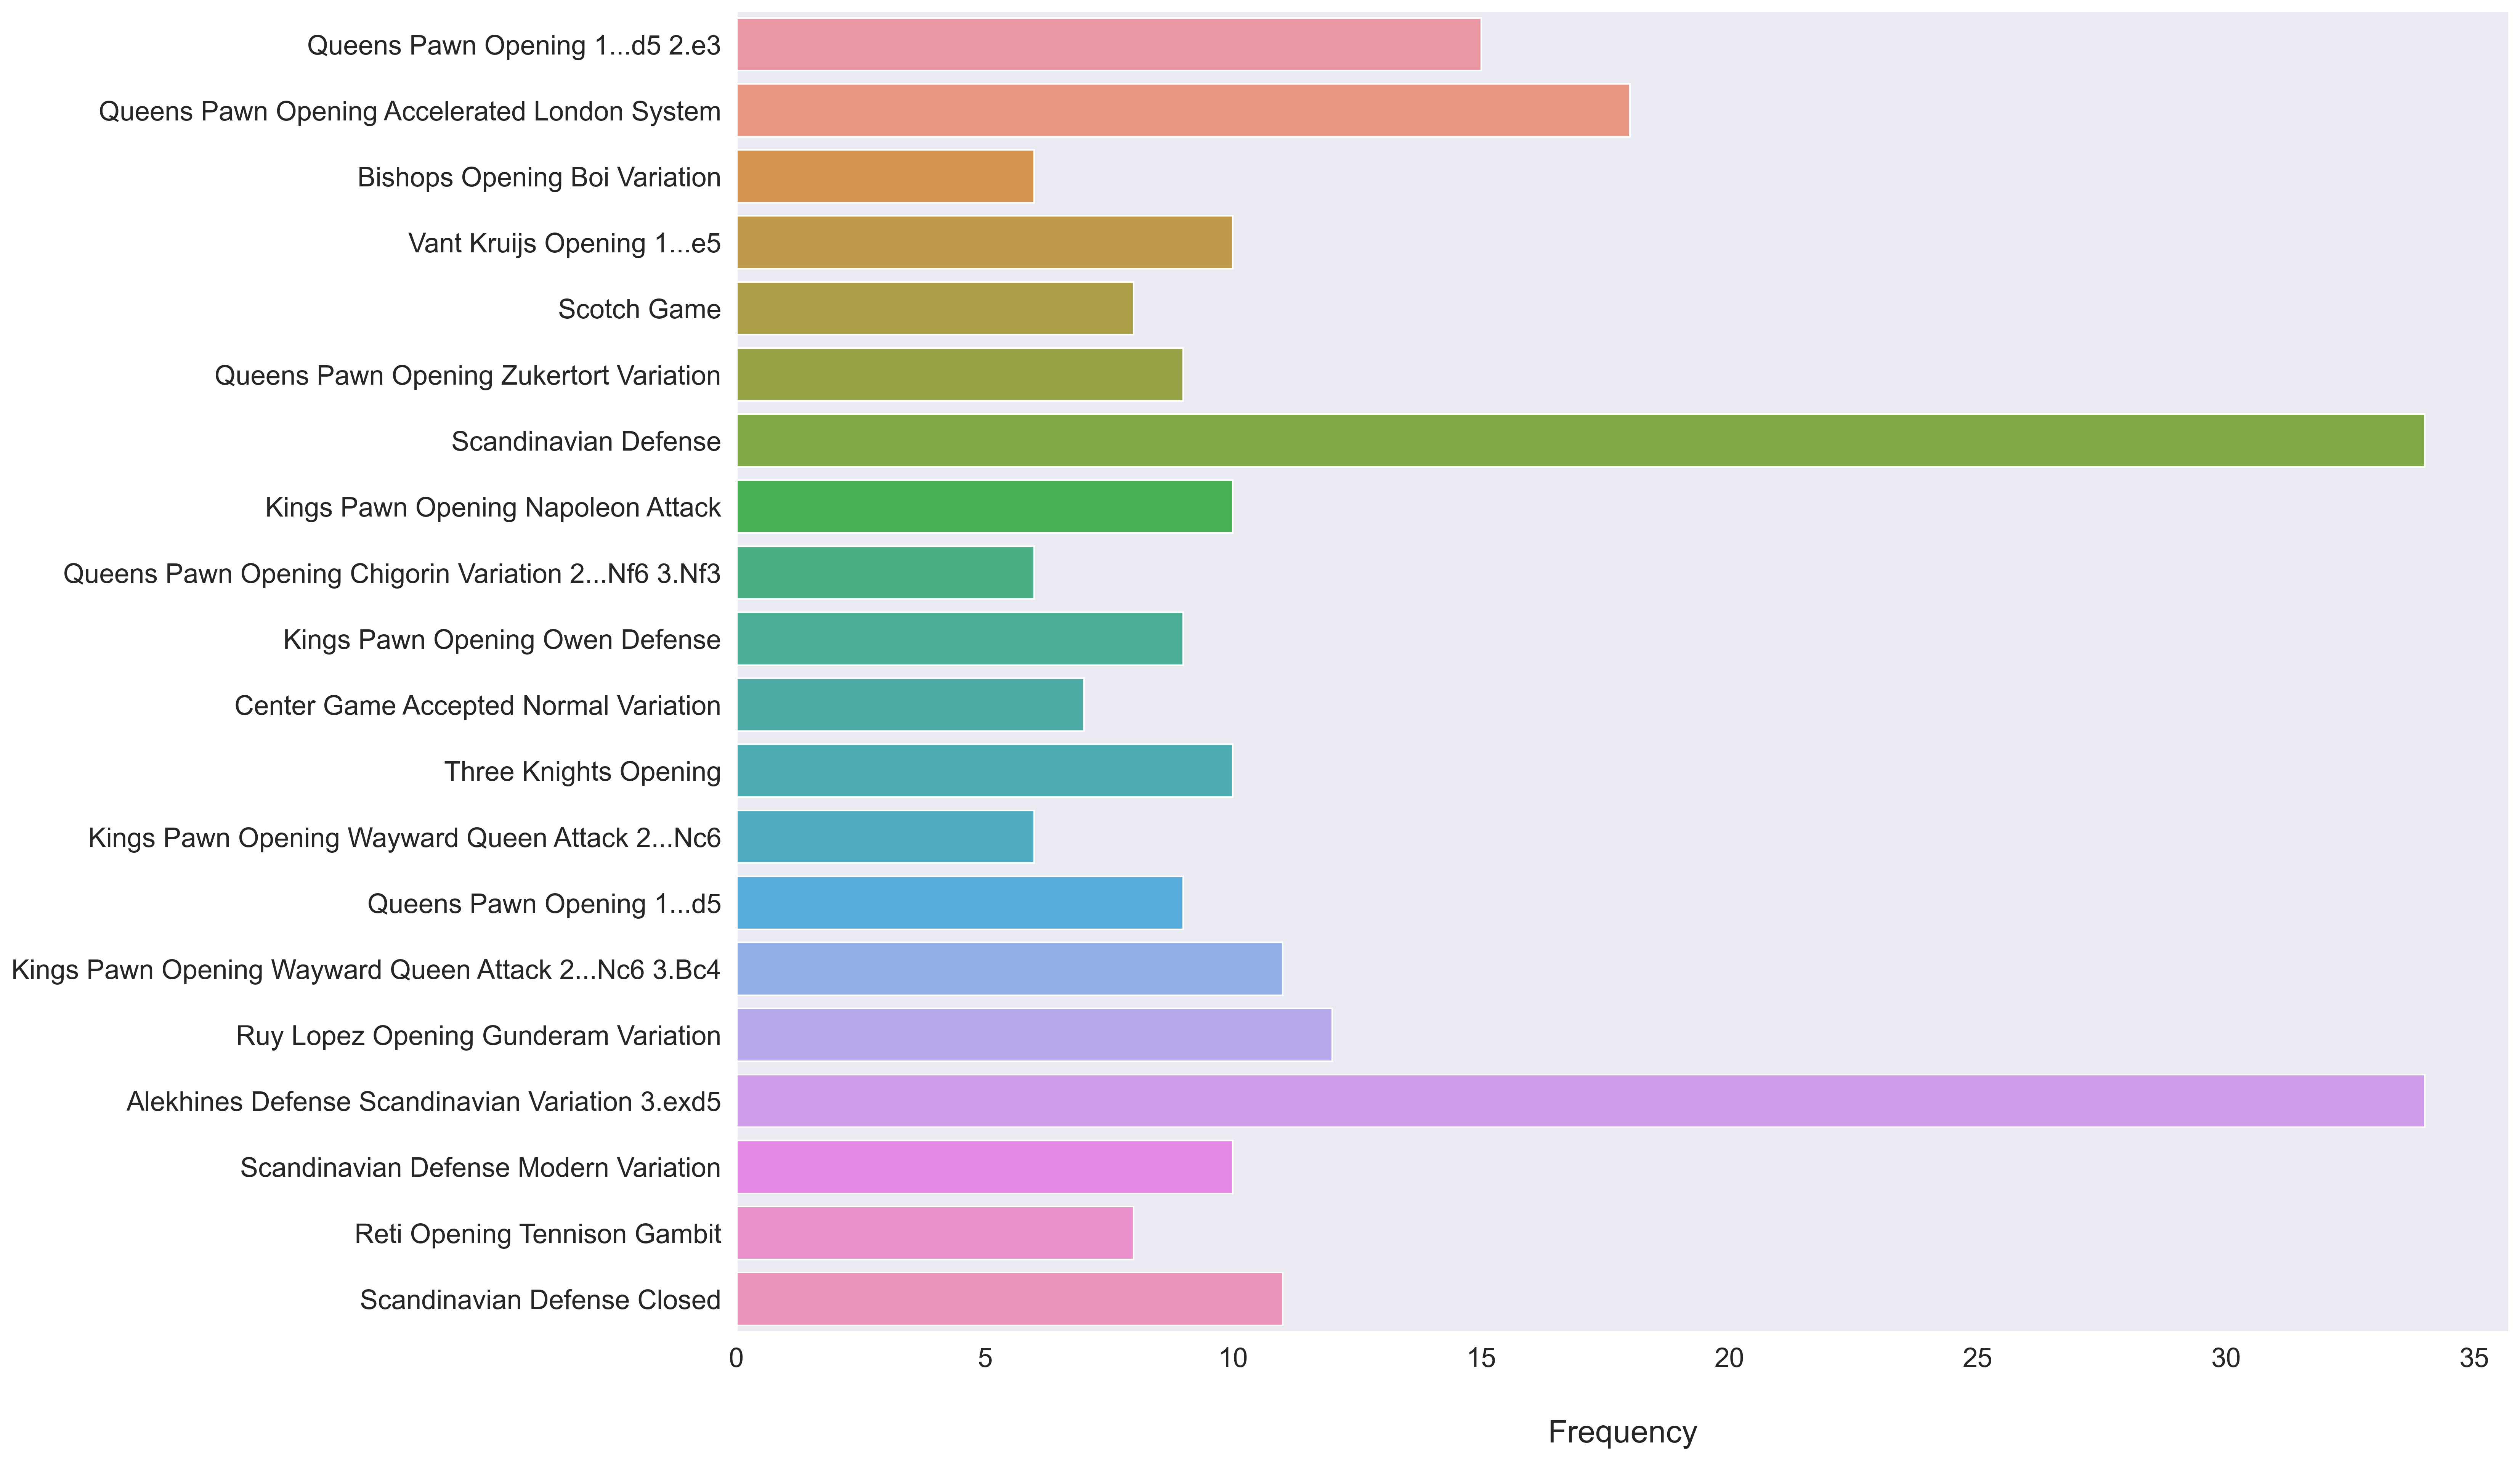 Queens Pawn Opening 1...d5 2.e3
Queens Pawn Opening Accelerated London System
Bishops Opening Boi Variation
Vant Kruijs Opening 1...e5
Scotch Game
Queens Pawn Opening Zukertort Variation
Scandinavian Defense
Kings Pawn Opening Napoleon Attack
Queens Pawn Opening Chigorin Variation 2...Nf6 3.Nf3
Kings Pawn Opening Owen Defense
Center Game Accepted Normal Variation
Three Knights Opening
Kings Pawn Opening Wayward Queen Attack 2...Nc6
Queens Pawn Opening 1...d5
Kings Pawn Opening Wayward Queen Attack 2...Nc6 3.Bc4
Ruy Lopez Opening Gunderam Variation
Alekhines Defense Scandinavian Variation 3.exd5
Scandinavian Defense Modern Variation
Reti Opening Tennison Gambit
Scandinavian Defense Closed
0 5 10 15 20 25 30 35
Frequency